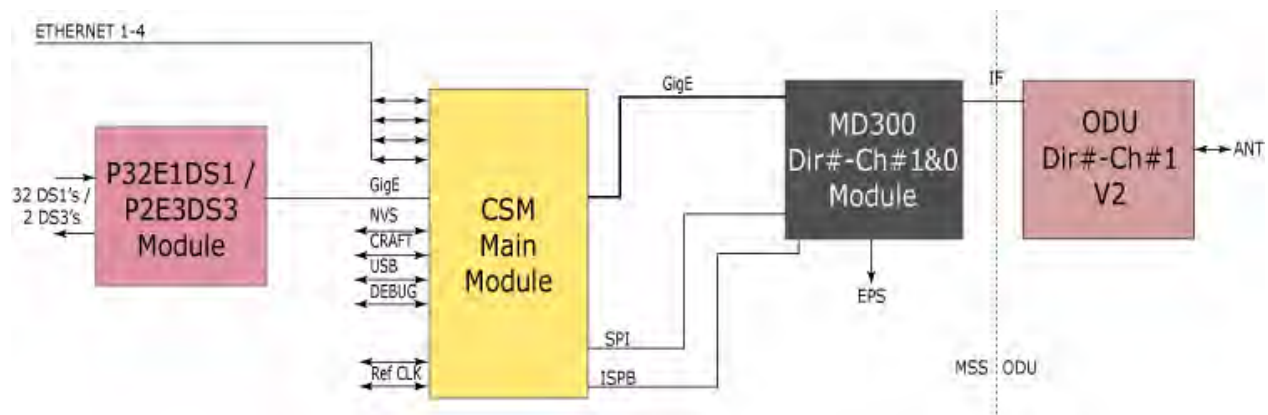 ETHERNET 1-4
P32E1DS1 /
P2E3DS3
Module
32 DS1's /
2 DS3's
GigE
NVS
CRAFT
USB
DEBUG
Ref CLK
CSM
Main
Module
GigE
SPI
ISPB
MD300
Dir#-Ch#1&0
Module
EPS
IF
ODU
Dir#-Ch#1
V2
ANT
MSS
ODU